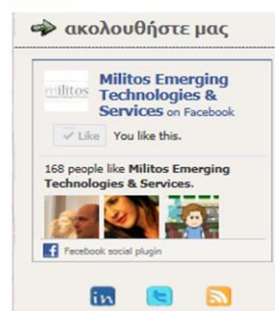 ακολουθήστε μας
militos
Militos Emerging
Technologies &
Services on Facebook
Like You like this.
168 people like Militos Emerging
Technologies & Services.
Facebook social plugin
in